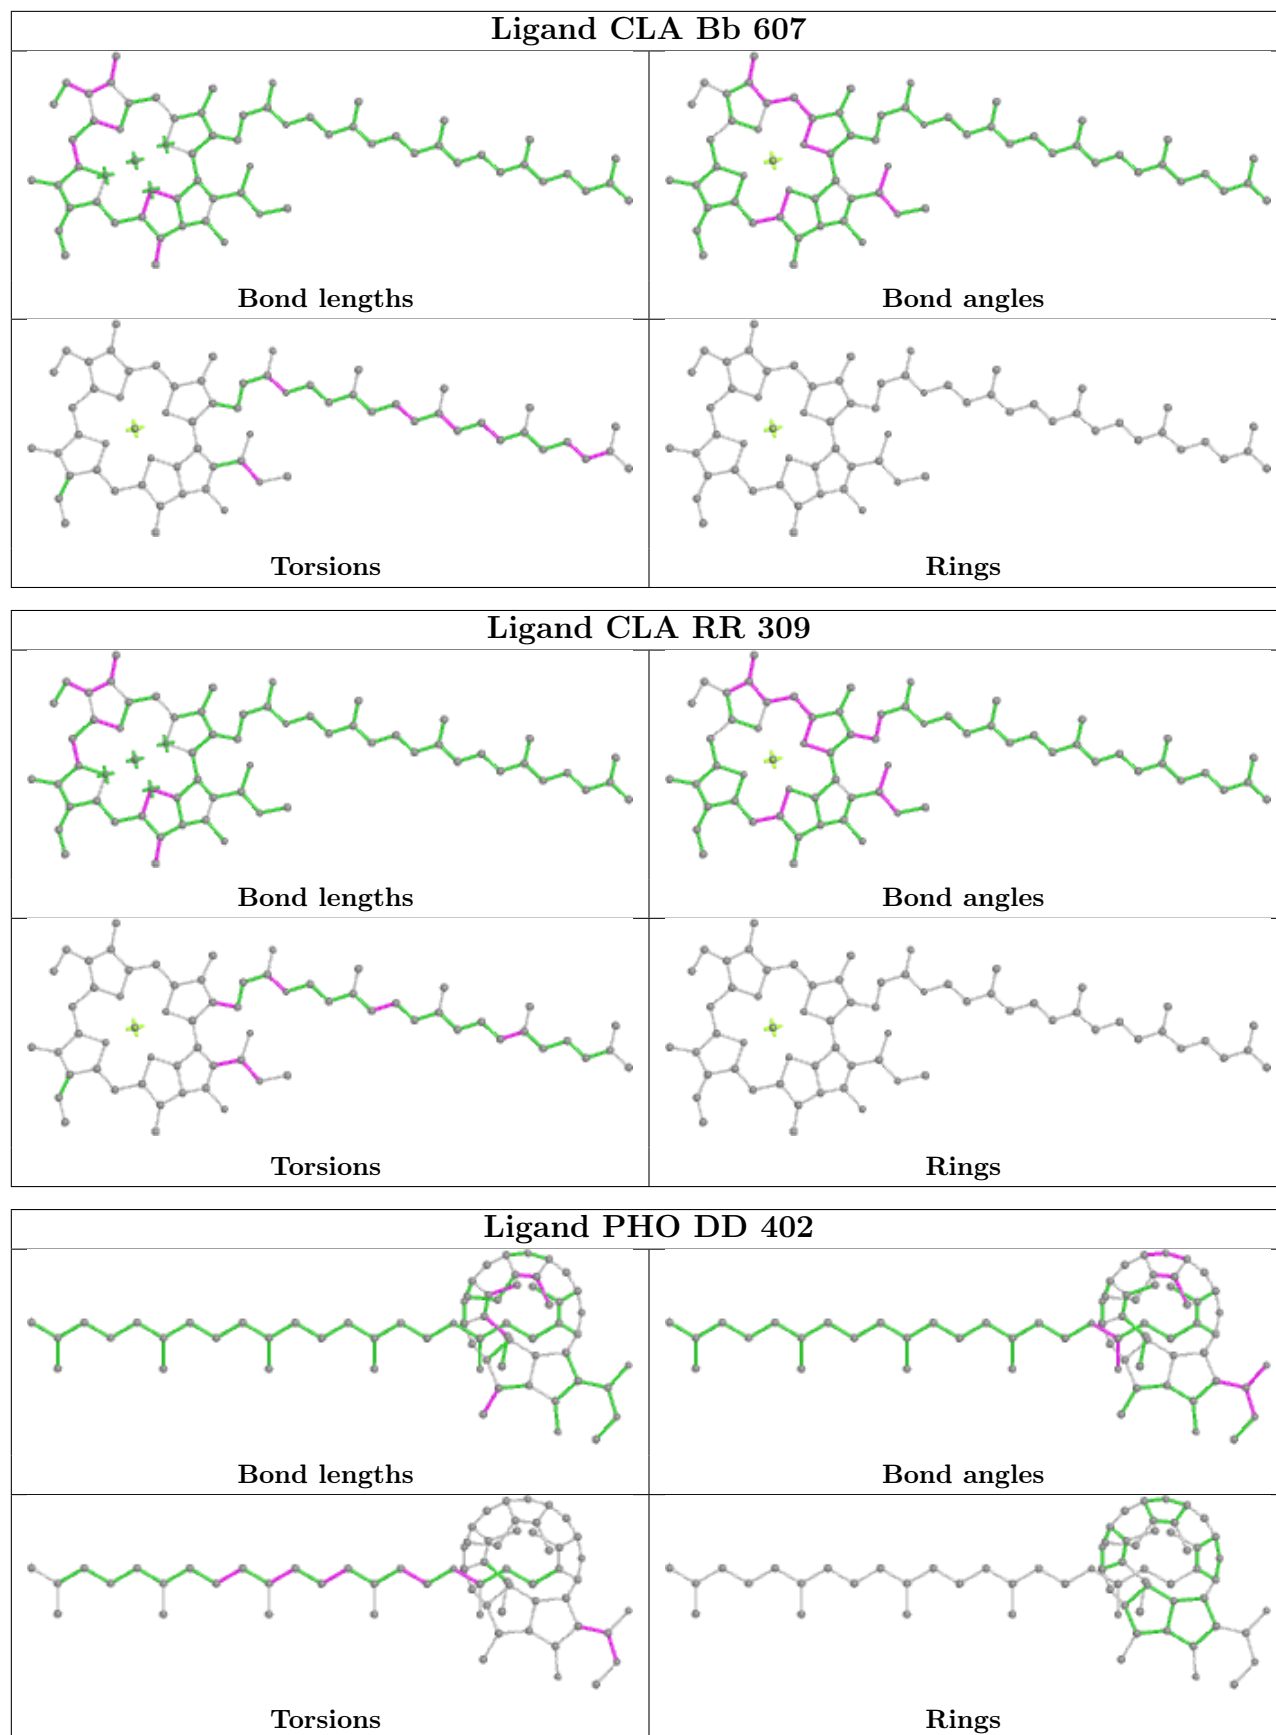 Ligand CLA Bb 607
Bond lengths
Bond angles
Torsions
Rings
Ligand CLA RR 309
Bond lengths
Bond angles
Torsions
Rings
Ligand PHO DD 402
Bond lengths
Bond angles
Torsions
Rings